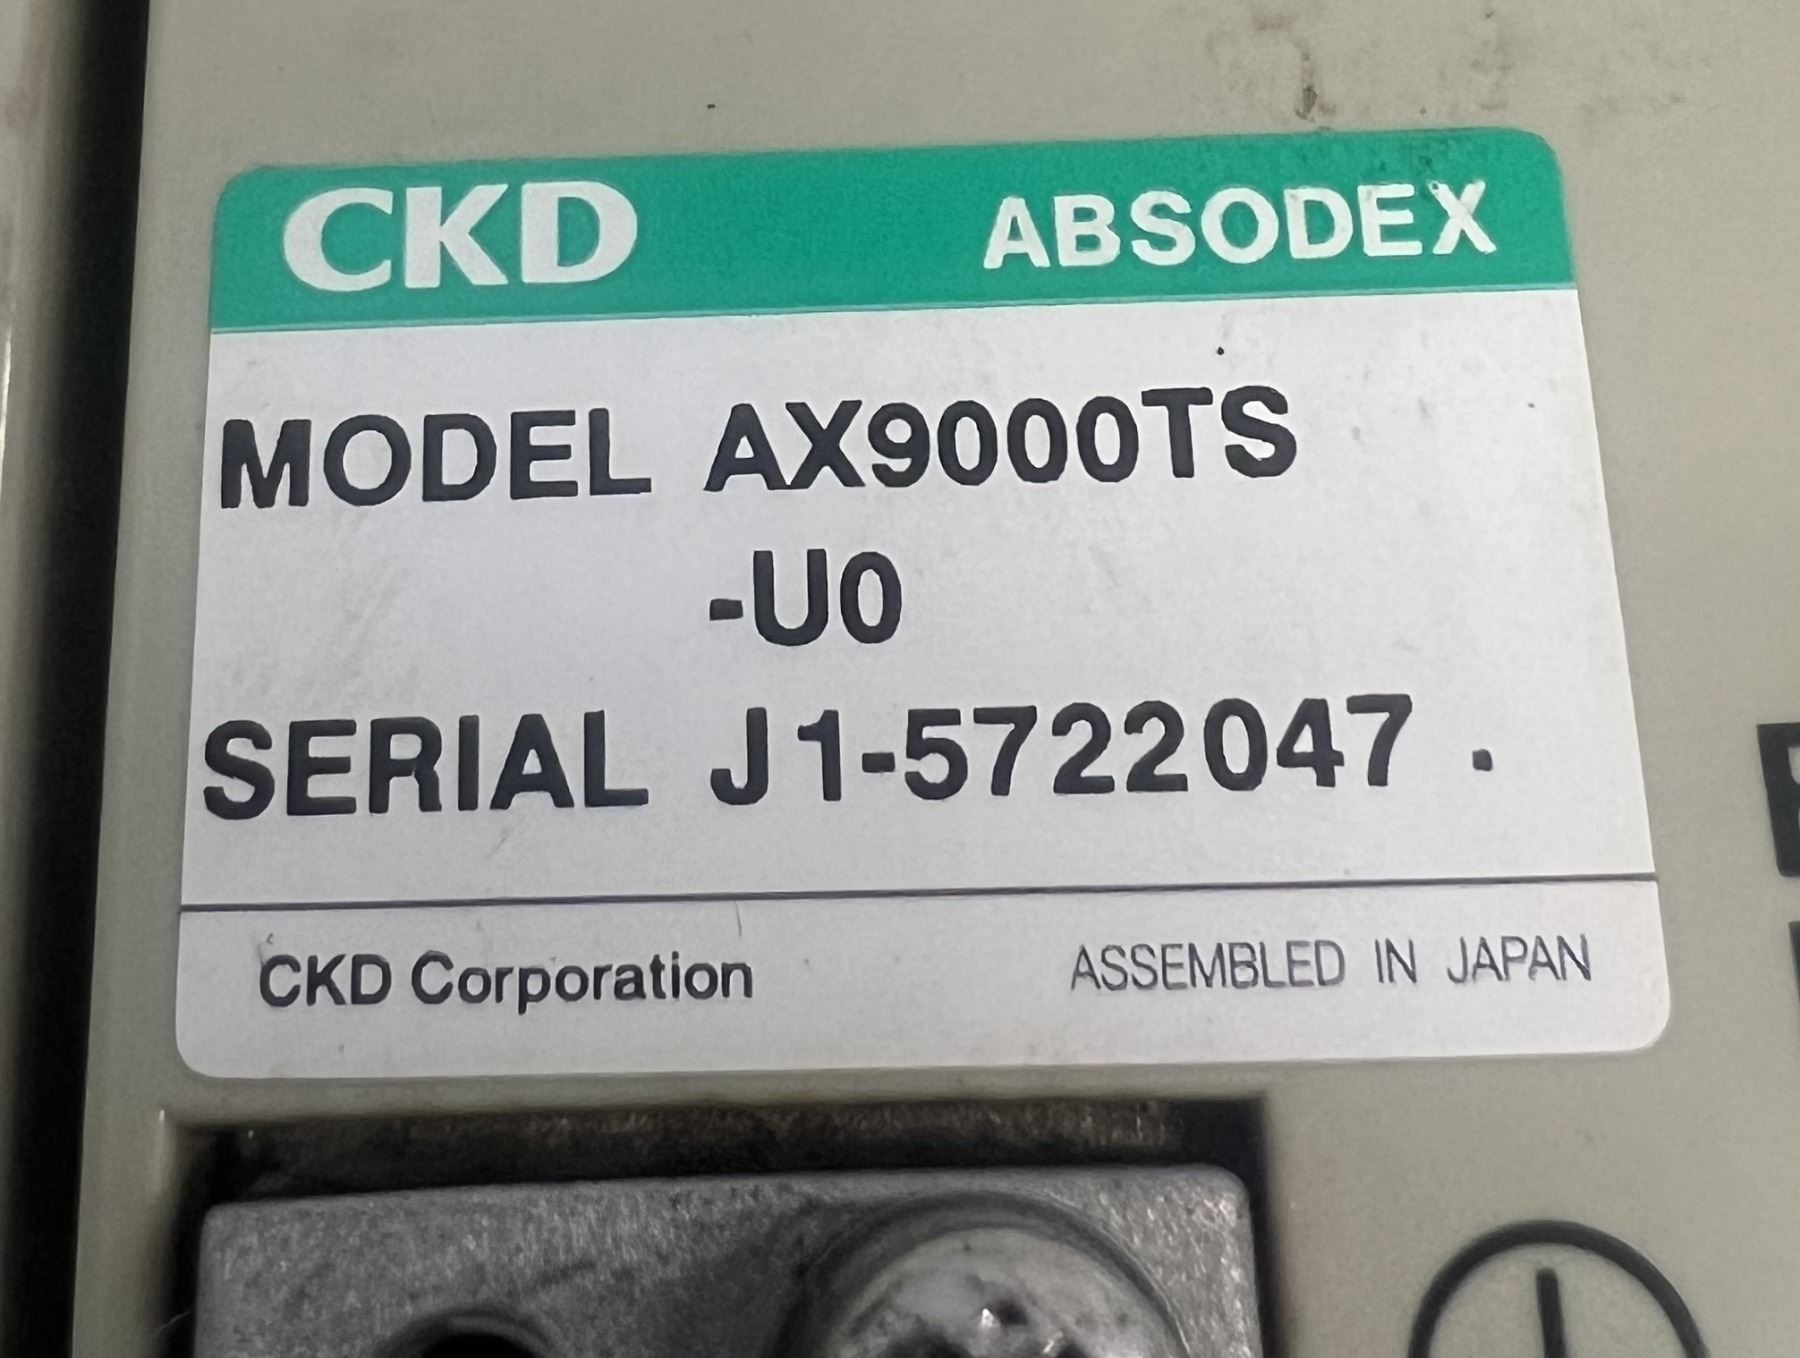 CKD ABSODEX
MODEL AX9000TS
-U0
SERIAL J1-5722047 .
CKD Corporation ASSEMBLED IN JAPAN